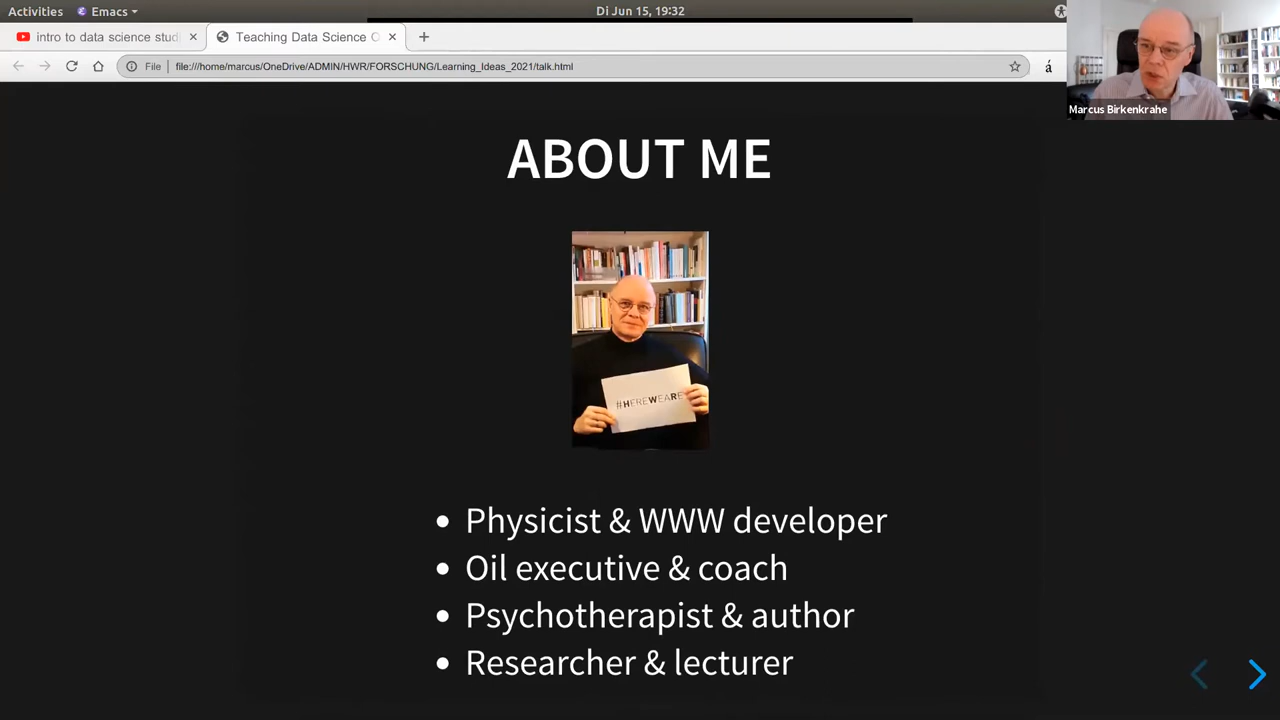 Activities Emacs Di Jun 15, 19:32
intro to data science stud Teaching Data Science O
File file:///home/marcus/OneDrive/ADMIN/HWR/FORSCHUNG/Learning_Ideas_2021/talk.html á
Marcus Birkenkrahe
ABOUT ME
#HEREWEARE
Physicist & WWW developer
Oil executive & coach
Psychotherapist & author
Researcher & lecturer